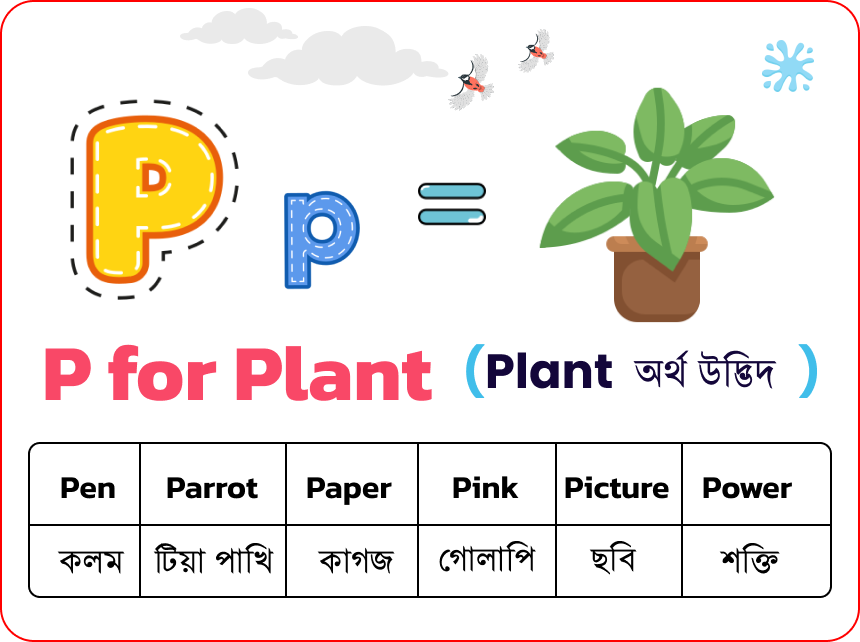 P p =
P for Plant (Plant অর্থ উদ্ভিদ )
Pen Parrot Paper Pink Picture Power
কলম টিয়া পাখি কাগজ গোলাপি ছবি শক্তি